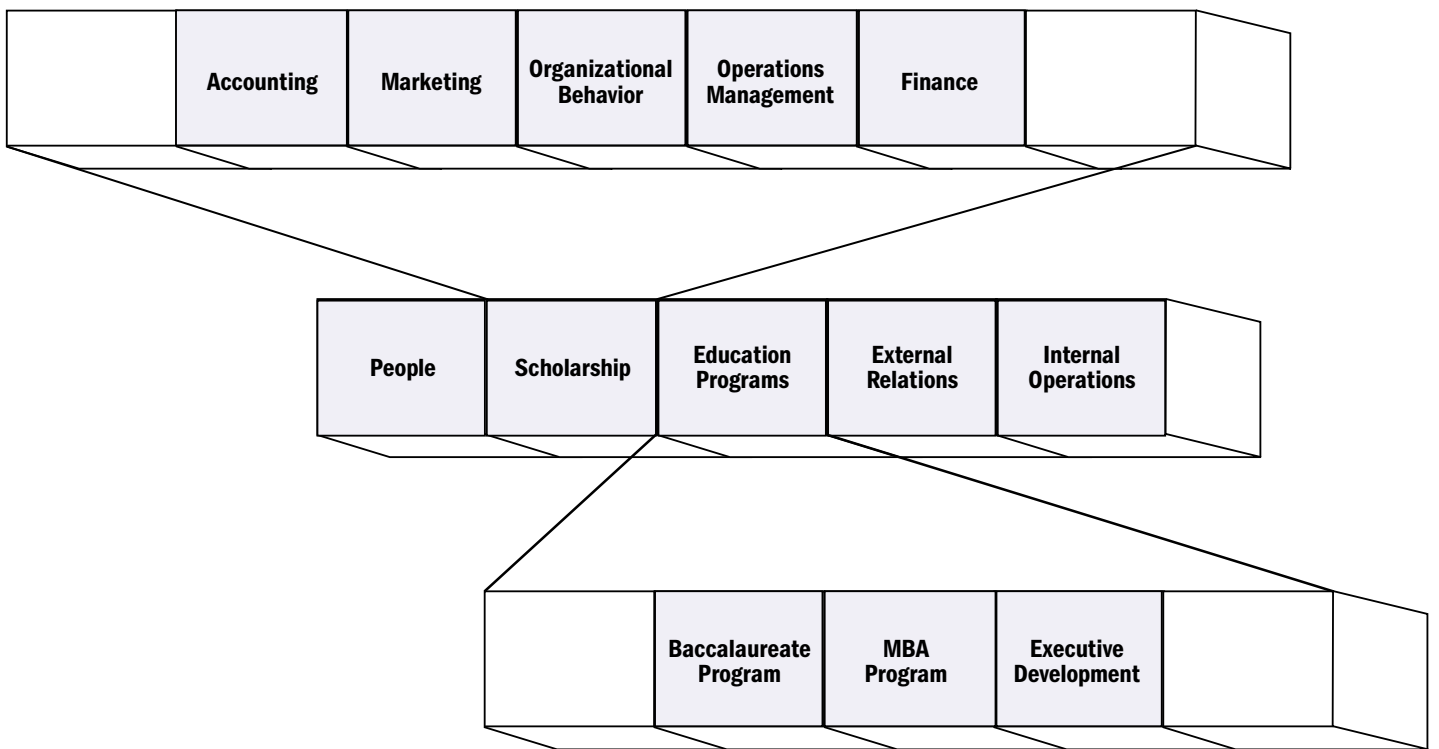 Accounting
Marketing
Organizational
Behavior
Operations
Management
Finance
People
Scholarship
Education
Programs
External
Relations
Internal
Operations
Baccalaureate
Program
MBA
Program
Executive
Development